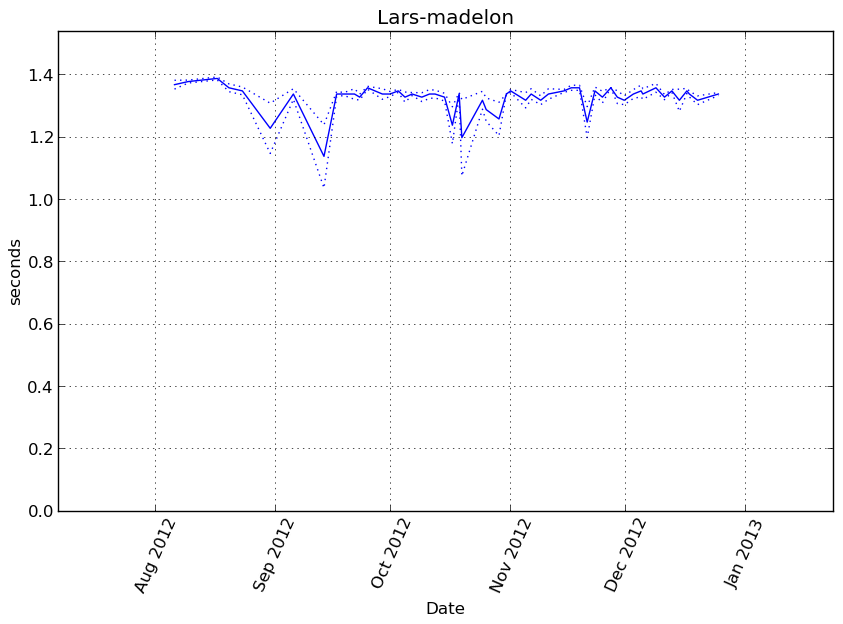 Lars-madelon
1.4
1.2
1.0
0.8
0.6
0.4
0.2
0.0
seconds
Aug 2012
Sep 2012
Oct 2012
Nov 2012
Dec 2012
Jan 2013
Date